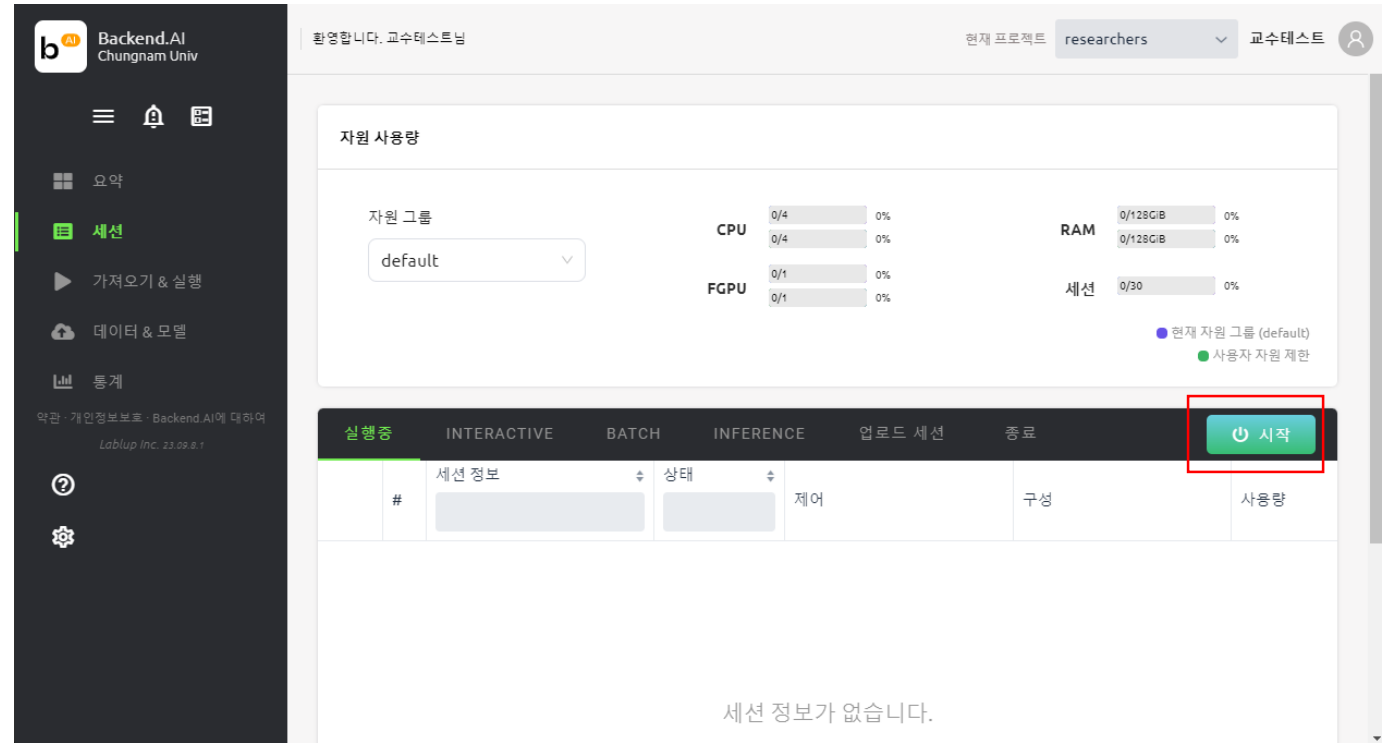 b AI
Backend.AI
Chungnam Univ
환영합니다. 교수테스트님
현재 프로젝트 researchers 교수테스트
요약
세션
가져오기 & 실행
데이터 & 모델
통계
약관 · 개인정보보호 · Backend.AI에 대하여
Lablup Inc. 23.09.8.1
자원 사용량
자원 그룹
default
CPU
0/4 0%
0/4 0%
RAM
0/128GiB 0%
0/128GiB 0%
FGPU
0/1 0%
0/1 0%
세션
0/30 0%
현재 자원 그룹 (default)
사용자 자원 제한
실행중 INTERACTIVE BATCH INFERENCE 업로드 세션 종료 시작
# 세션 정보 상태 제어 구성 사용량
세션 정보가 없습니다.